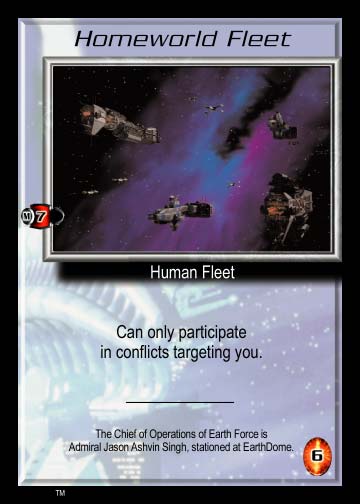 Homeworld Fleet
M 7
Human Fleet
Can only participate
in conflicts targeting you.
The Chief of Operations of Earth Force is
Admiral Jason Ashvin Singh, stationed at EarthDome.
6
TM